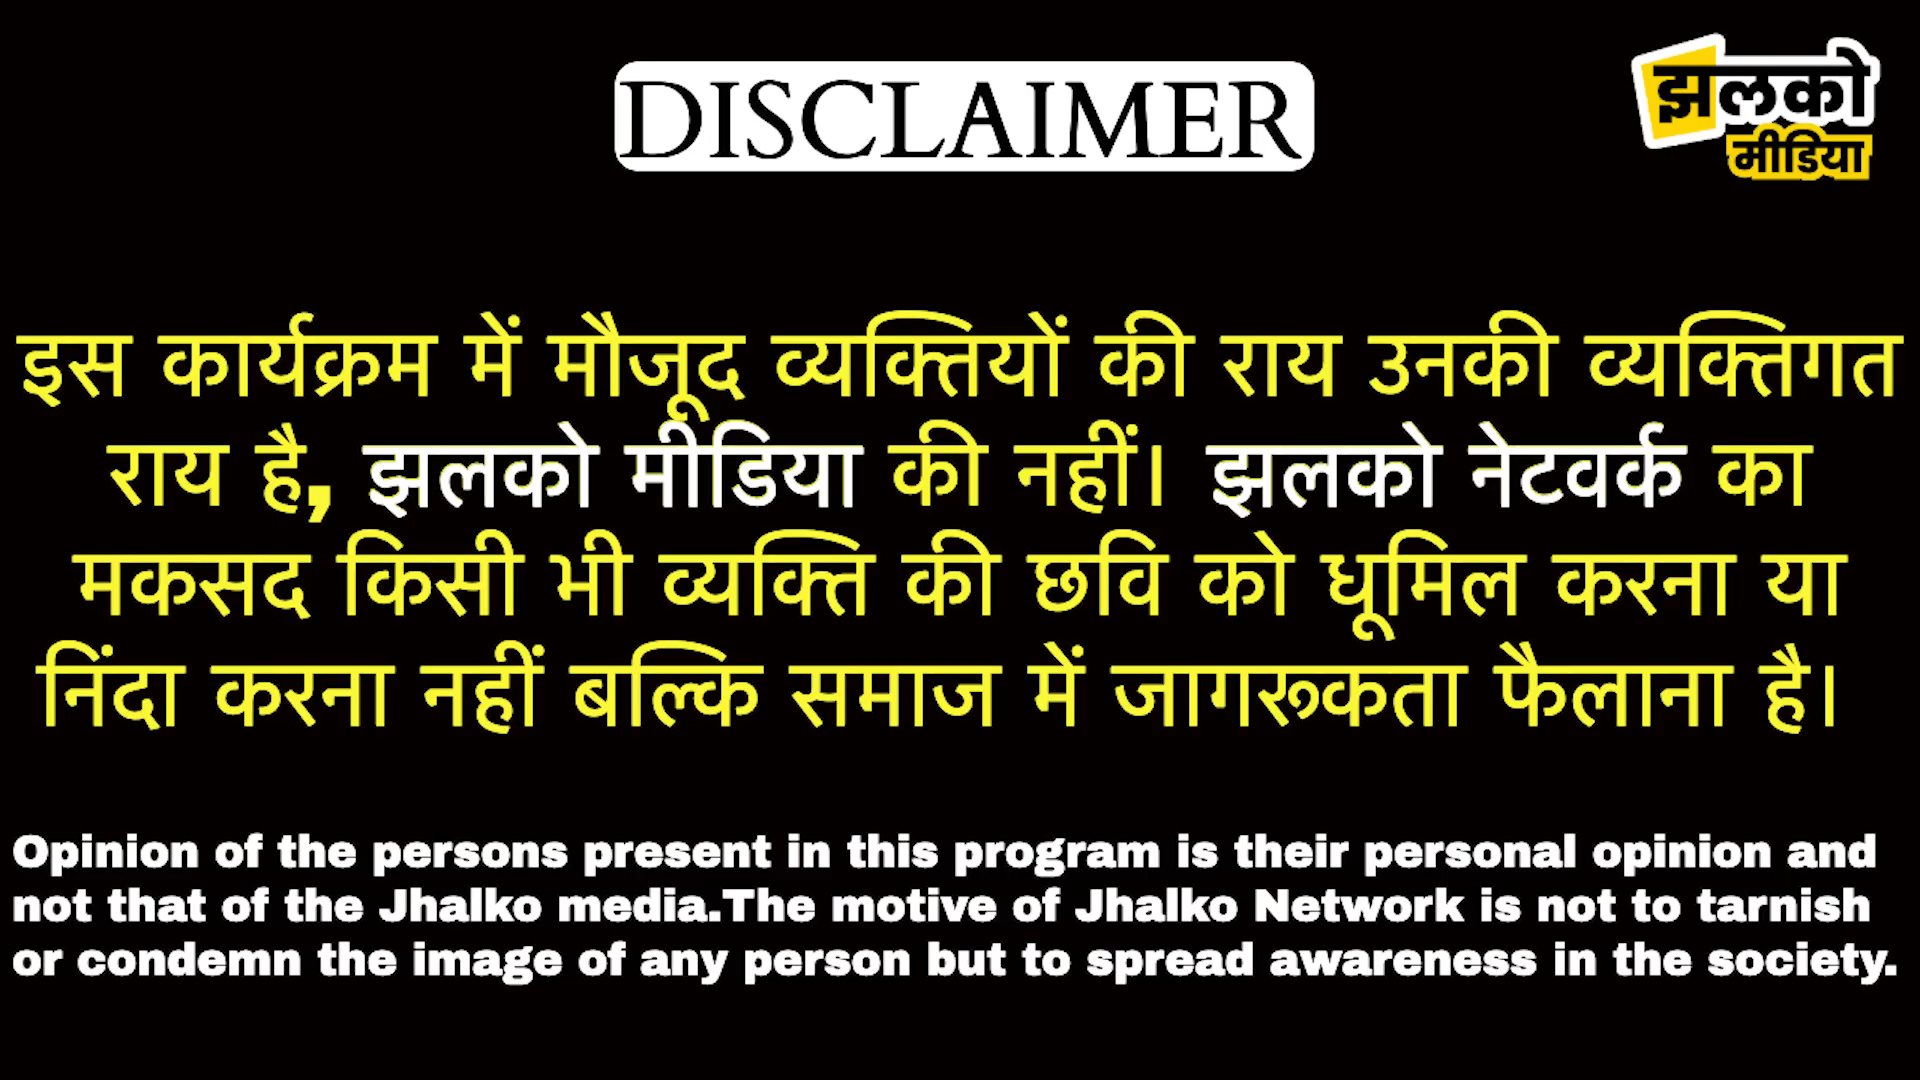 DISCLAIMER
झलको
मीडिया
इस कार्यक्रम में मौजूद व्यक्तियों की राय उनकी व्यक्तिगत
राय है, झलको मीडिया की नहीं। झलको नेटवर्क का
मकसद किसी भी व्यक्ति की छवि को धूमिल करना या
निंदा करना नहीं बल्कि समाज में जागरूकता फैलाना है।
Opinion of the persons present in this program is their personal opinion and
not that of the Jhalko media.The motive of Jhalko Network is not to tarnish
or condemn the image of any person but to spread awareness in the society.